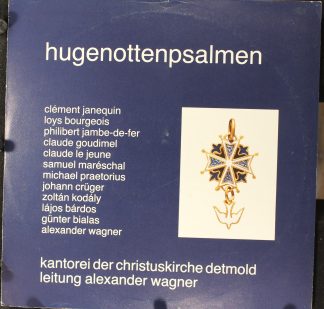 hugenottenpsalmen
clément janequin
loys bourgeois
philibert jambe-de-fer
claude goudimel
claude le jeune
samuel maréschal
michael praetorius
johann crüger
zoltán kodály
lájos bárdos
günter bialas
alexander wagner
kantorei der christuskirche detmold
leitung alexander wagner